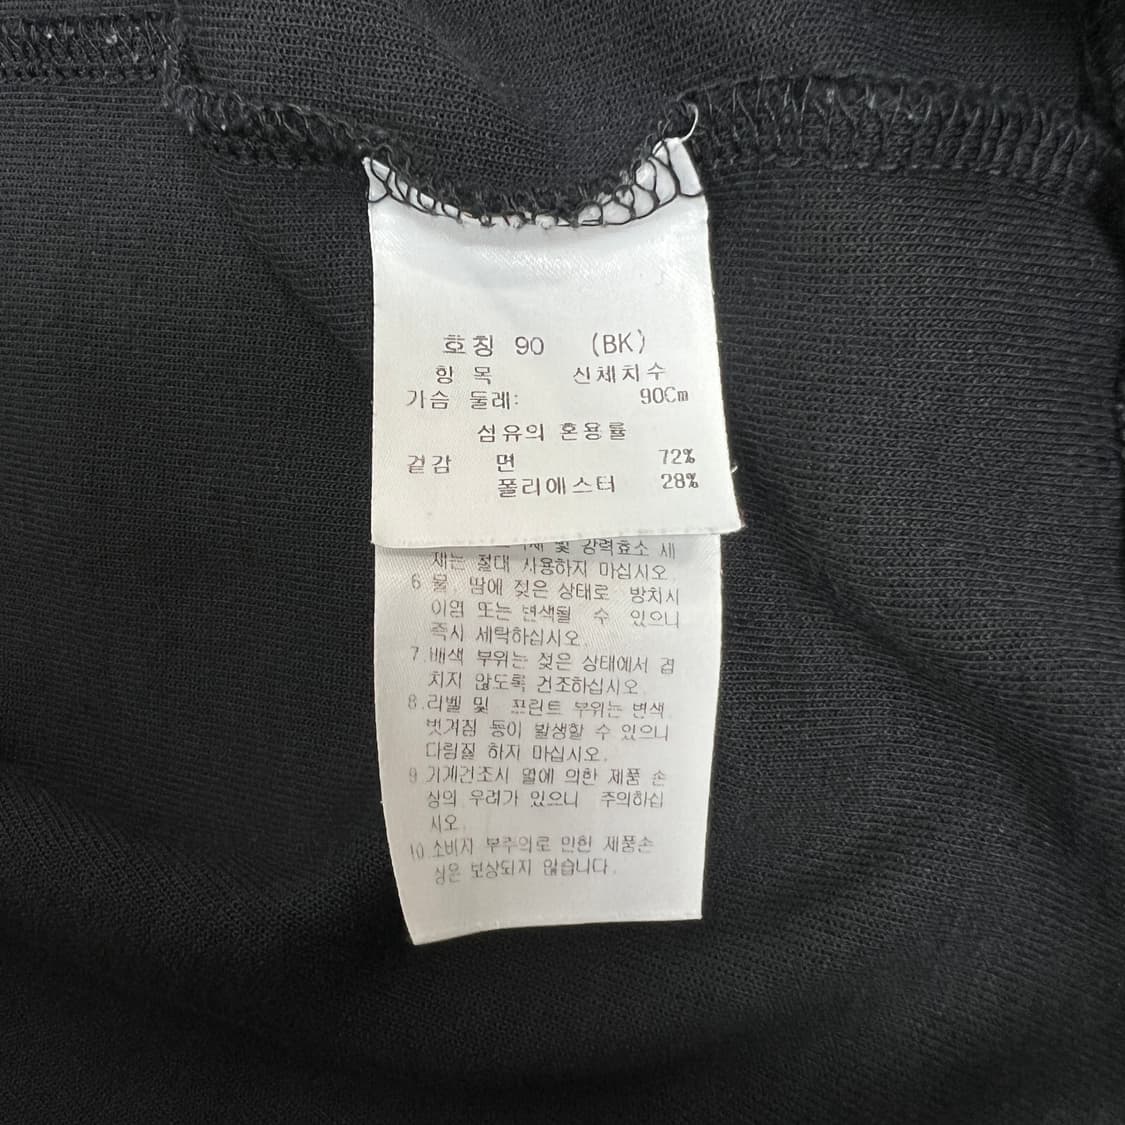 호칭 90 (BK)
항 목 신체치수
가슴 둘레: 90Cm
섬유의 혼용률
겉감 면 72%
폴리에스터 28%
및 강력효소 세
재는 절대 사용하지 마십시오.
6 물, 땀에 젖은 상태로 방치시
이염 또는 변색될 수 있으니
즉시 세탁하십시오.
7.배색 부위는 젖은 상태에서 겹
치지 않도록 건조하십시오.
8.라벨 및 프린트 부위는 변색,
벗겨짐 등이 발생할 수 있으니
다림질 하지 마십시오.
9.기계건조시 열에 의한 제품 손
상의 우려가 있으니 주의하십
시오.
10.소비자 부주의로 인한 제품손
상은 보상되지 않습니다.